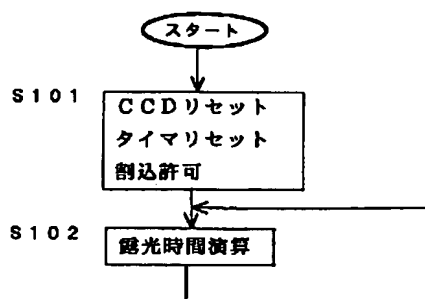 スタート
S101
CCDリセット
タイマリセット
割込許可
S102
露光時間演算